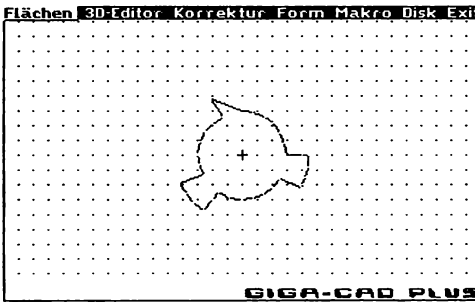 Flächen 3D-Editor Korrektur Form Makro Disk Exi
GIGA-CAD PLUS